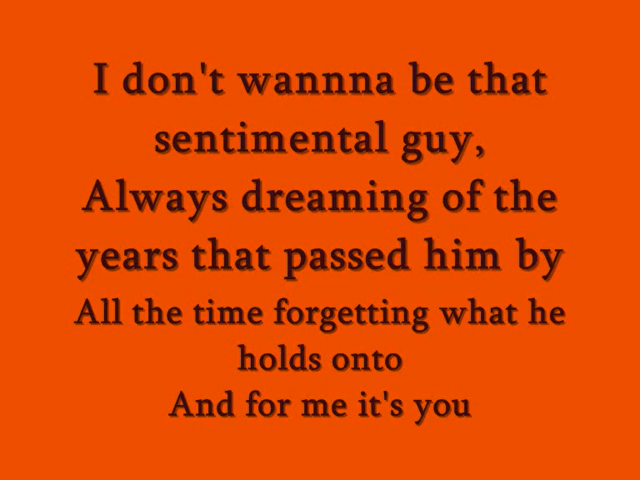 I don't wannna be that
sentimental guy,
Always dreaming of the
years that passed him by
All the time forgetting what he
holds onto
And for me it's you